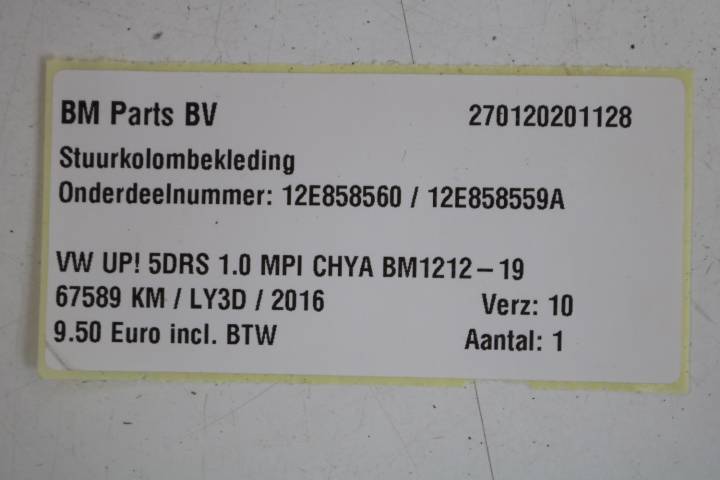 BM Parts BV 270120201128
Stuurkolombekleding
Onderdeelnummer: 12E858560 / 12E858559A
VW UP! 5DRS 1.0 MPI CHYA BM1212-19
67589 KM / LY3D / 2016 Verz: 10
9.50 Euro incl. BTW Aantal: 1